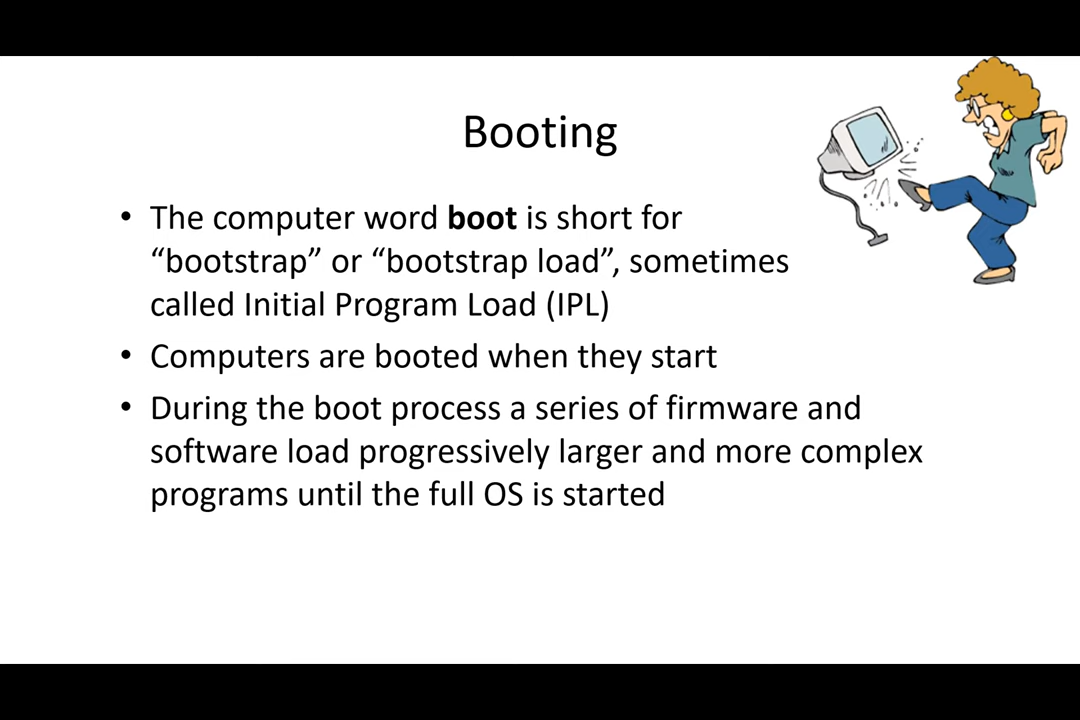 Booting
• The computer word boot is short for
“bootstrap” or “bootstrap load”, sometimes
called Initial Program Load (IPL)
• Computers are booted when they start
• During the boot process a series of firmware and
software load progressively larger and more complex
programs until the full OS is started